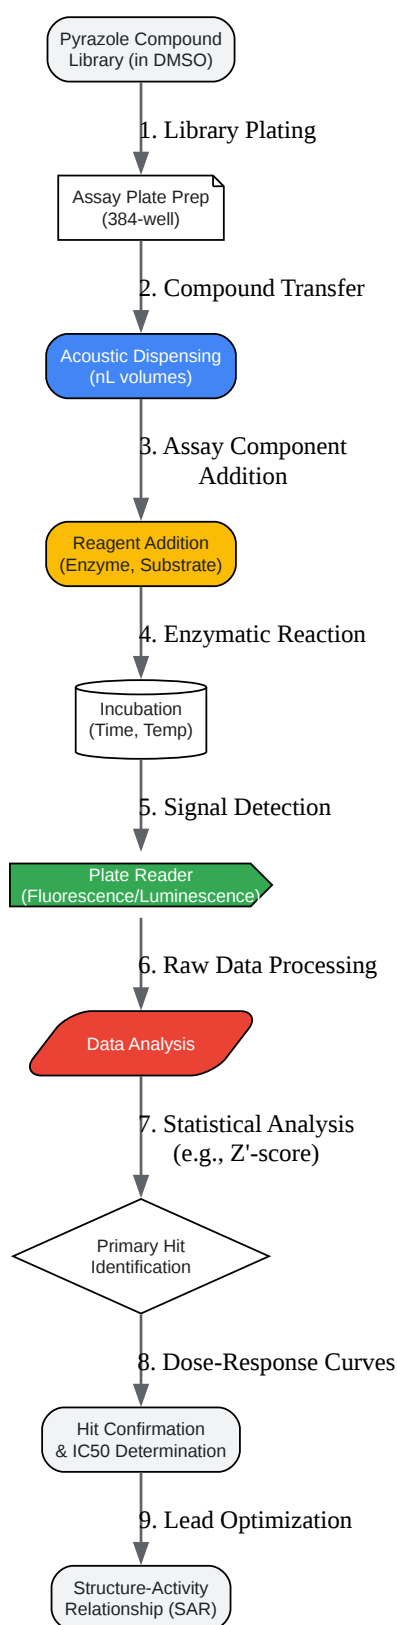 Pyrazole Compound
Library (in DMSO)
1. Library Plating
Assay Plate Prep
(384-well)
2. Compound Transfer
Acoustic Dispensing
(nL volumes)
3. Assay Component
Addition
Reagent Addition
(Enzyme, Substrate)
4. Enzymatic Reaction
Incubation
(Time, Temp)
5. Signal Detection
Plate Reader
(Fluorescence/Luminescence)
6. Raw Data Processing
Data Analysis
7. Statistical Analysis
(e.g., Z'-score)
Primary Hit
Identification
8. Dose-Response Curves
Hit Confirmation
& IC50 Determination
9. Lead Optimization
Structure-Activity
Relationship (SAR)